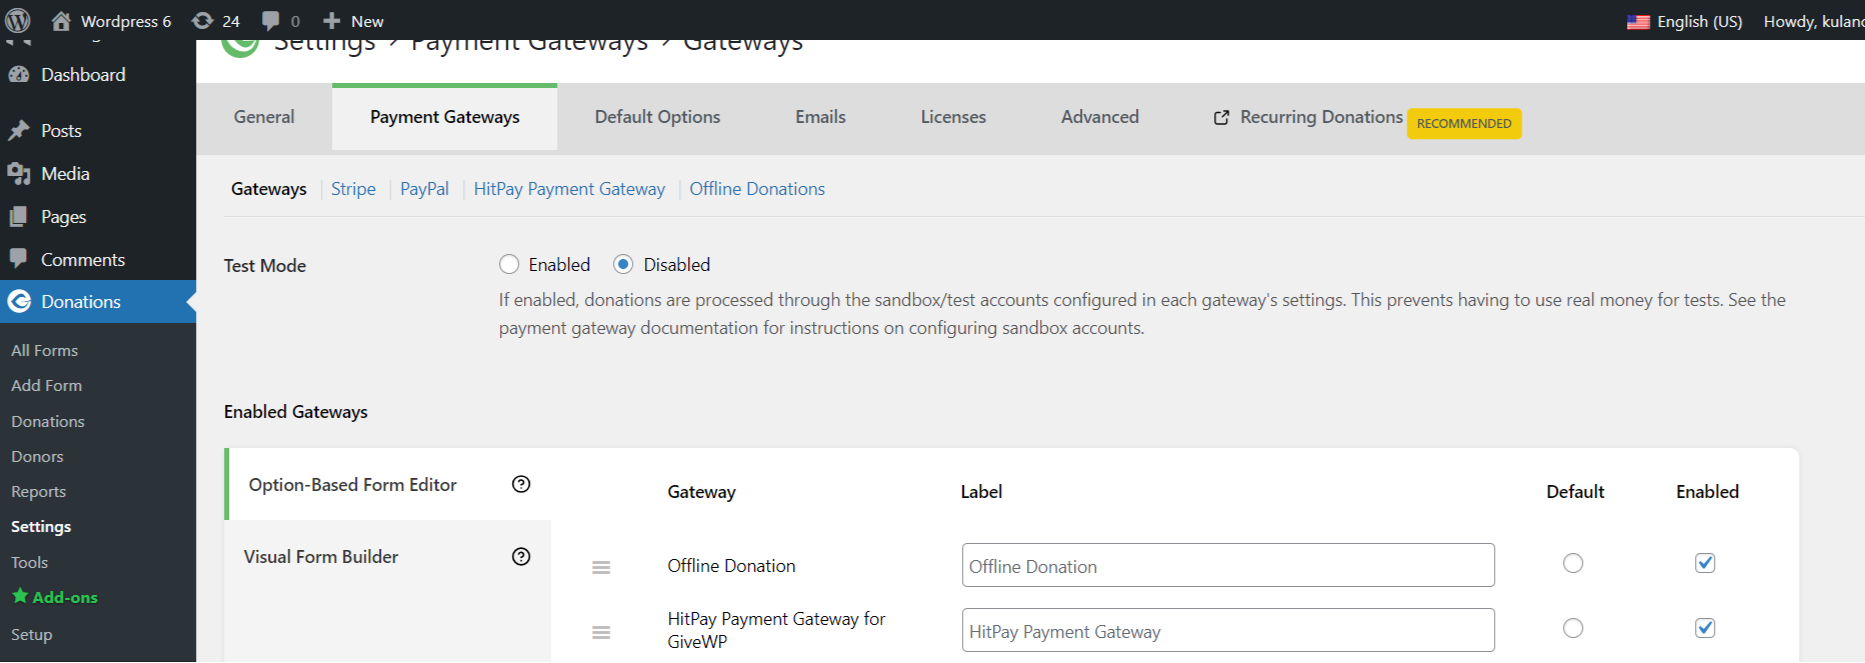 Wordpress 6 24 0 New English (US) Howdy,
Settings > Payment Gateways > Gateways
Dashboard
Posts
Media
Pages
Comments
Donations
All Forms
Add Form
Donations
Donors
Reports
Settings
Tools
Add-ons
Setup
General Payment Gateways Default Options Emails Licenses Advanced Recurring Donations RECOMMENDED
Gateways Stripe PayPal HitPay Payment Gateway Offline Donations
Test Mode Enabled Disabled
If enabled, donations are processed through the sandbox/test accounts configured in each gateway's settings. This prevents having to use real money for tests. See the
payment gateway documentation for instructions on configuring sandbox accounts.
Enabled Gateways
Option-Based Form Editor
Visual Form Builder
Gateway Label Default Enabled
Offline Donation Offline Donation
HitPay Payment Gateway for
GiveWP
HitPay Payment Gateway